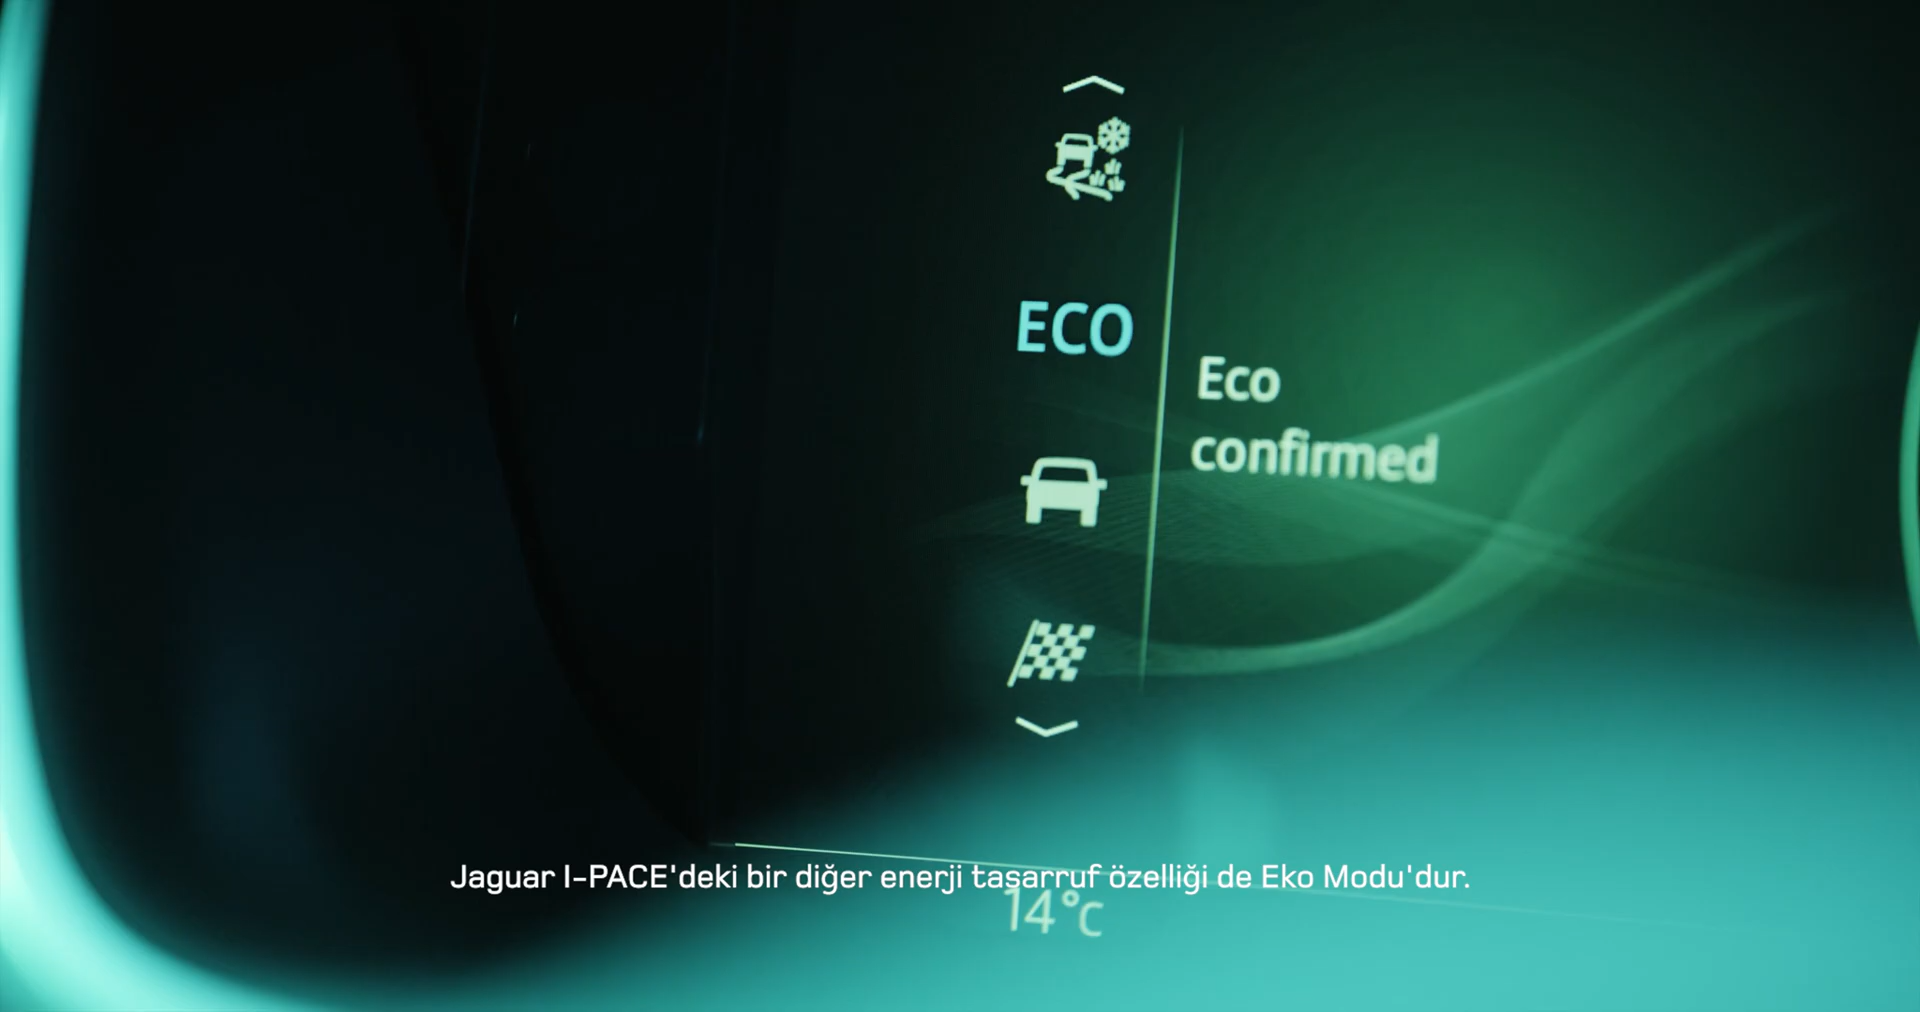 ECO
Eco
confirmed
Jaguar I-PACE'deki bir diğer enerji tasarruf özelliği de Eko Modu'dur.
14°c